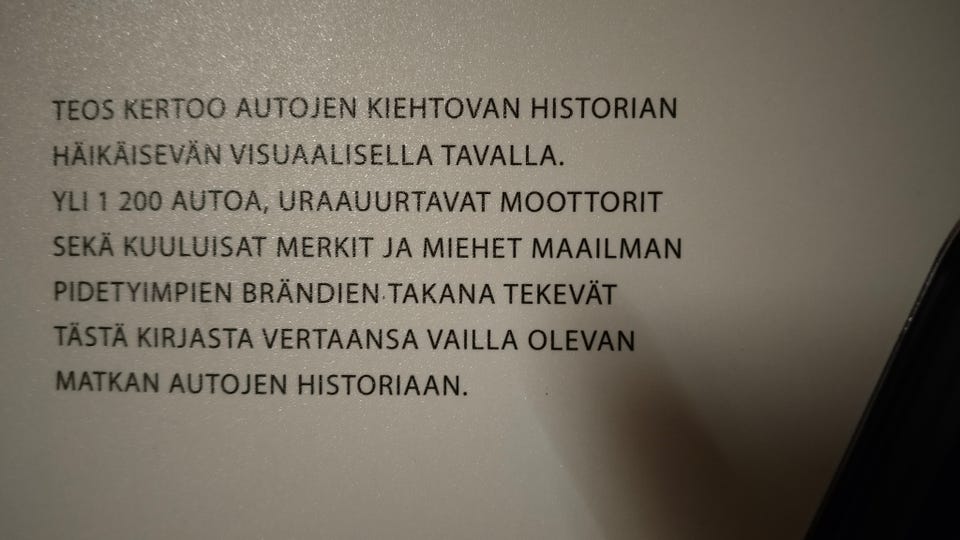 TEOS KERTOO AUTOJEN KIEHTOVAN HISTORIAN
HÄIKÄISEVÄN VISUAALISELLA TAVALLA.
YLI 1 200 AUTOA, URAAUURTAVAT MOOTTORIT
SEKÄ KUULUISAT MERKIT JA MIEHET MAAILMAN
PIDETYIMPIEN BRÄNDIEN TAKANA TEKEVÄT
TÄSTÄ KIRJASTA VERTAANSA VAILLA OLEVAN
MATKAN AUTOJEN HISTORIAAN.